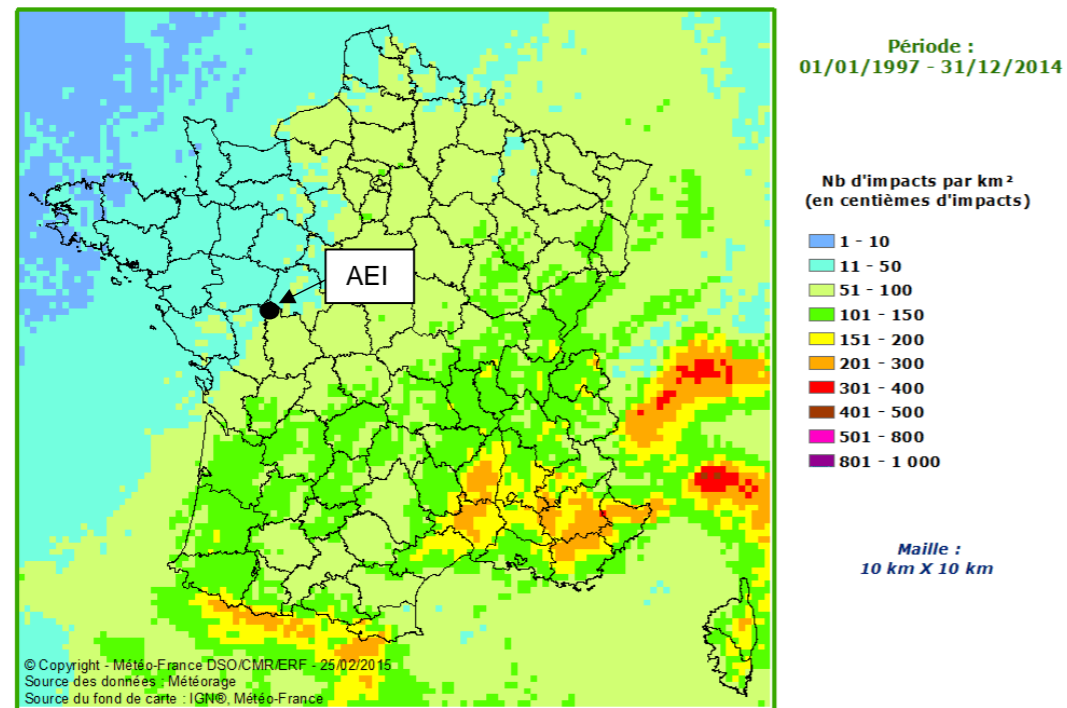 Période :
01/01/1997 - 31/12/2014
AEI
Nb d'impacts par km²
(en centièmes d'impacts)
1 - 10
11 - 50
51 - 100
101 - 150
151 - 200
201 - 300
301 - 400
401 - 500
501 - 800
801 - 1 000
Maille :
10 km X 10 km
© Copyright - Météo-France DSO/CMR/ERF - 25/02/2015
Source des données : Météorage
Source du fond de carte : IGN®, Météo-France